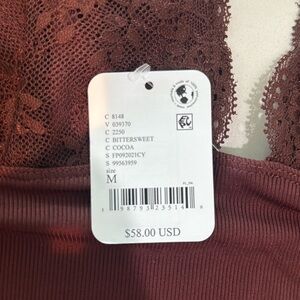 C 8148
V 039370
C 2250
C BITTERSWEET
C COCOA
S FP092021CY
S 99563959
size
M
$58.00 USD